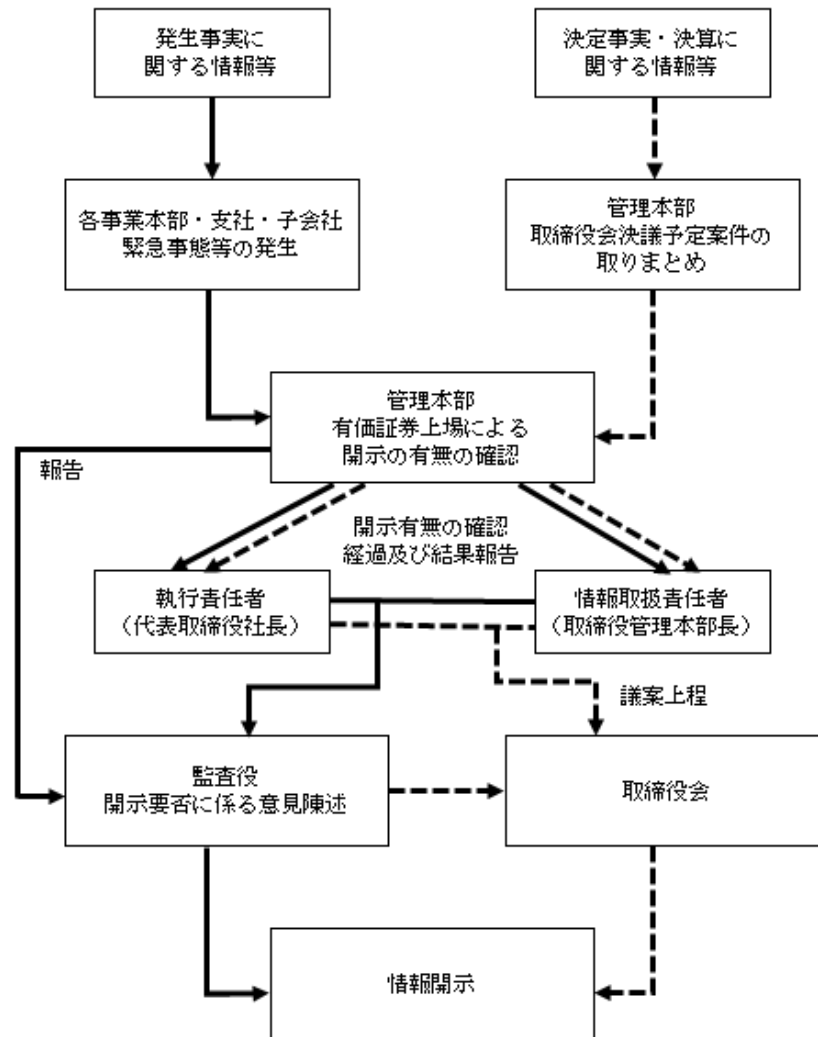 発生事実に
関する情報等
決定事実・決算に
関する情報等
各事業本部・支社・子会社
緊急事態等の発生
管理本部
取締役会決議予定案件の
取りまとめ
管理本部
有価証券上場による
開示の有無の確認
報告
開示有無の確認
経過及び結果報告
執行責任者
（代表取締役社長）
情報取扱責任者
（取締役管理本部長）
議案上程
監査役
開示要否に係る意見陳述
取締役会
情報開示